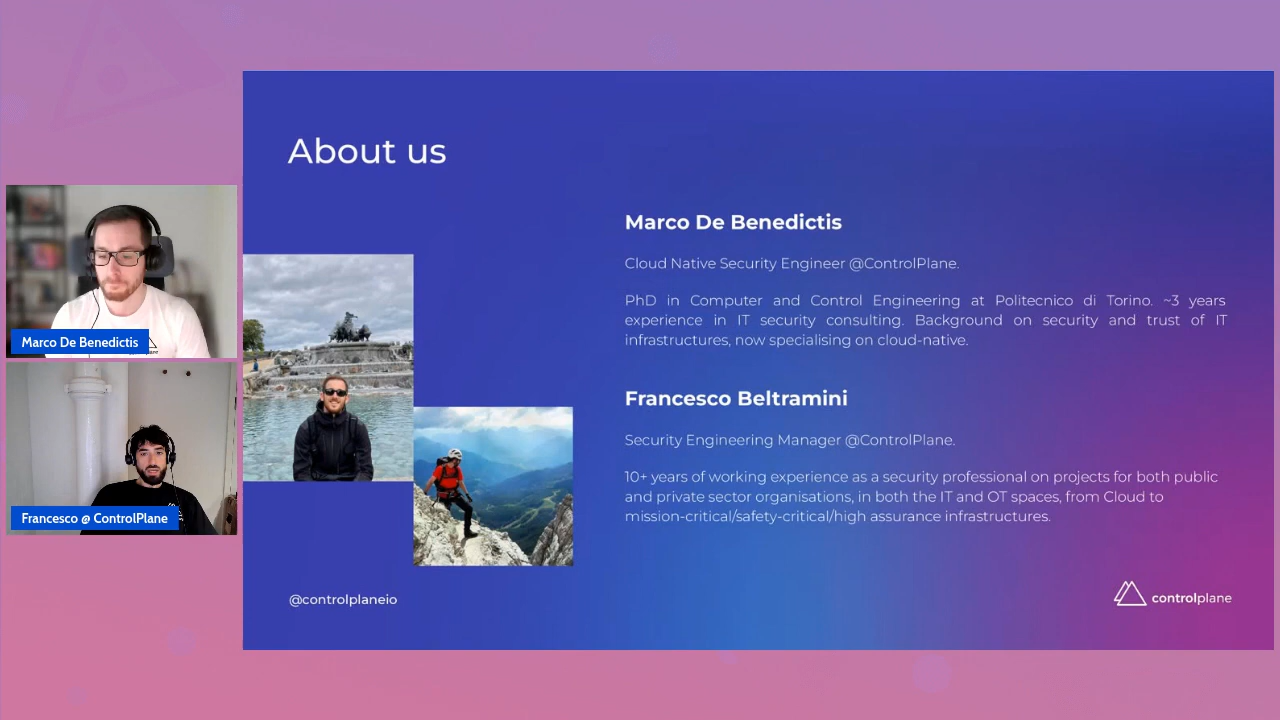 About us
Marco De Benedictis
Cloud Native Security Engineer @ControlPlane.
PhD in Computer and Control Engineering at Politecnico di Torino. ~3 years
experience in IT security consulting. Background on security and trust of IT
infrastructures, now specialising on cloud-native.
Francesco Beltramini
Security Engineering Manager @ControlPlane.
10+ years of working experience as a security professional on projects for both public
and private sector organisations, in both the IT and OT spaces, from Cloud to
mission-critical/safety-critical/high assurance infrastructures.
@controlplaneio
controlplane
Marco De Benedictis
Francesco @ ControlPlane